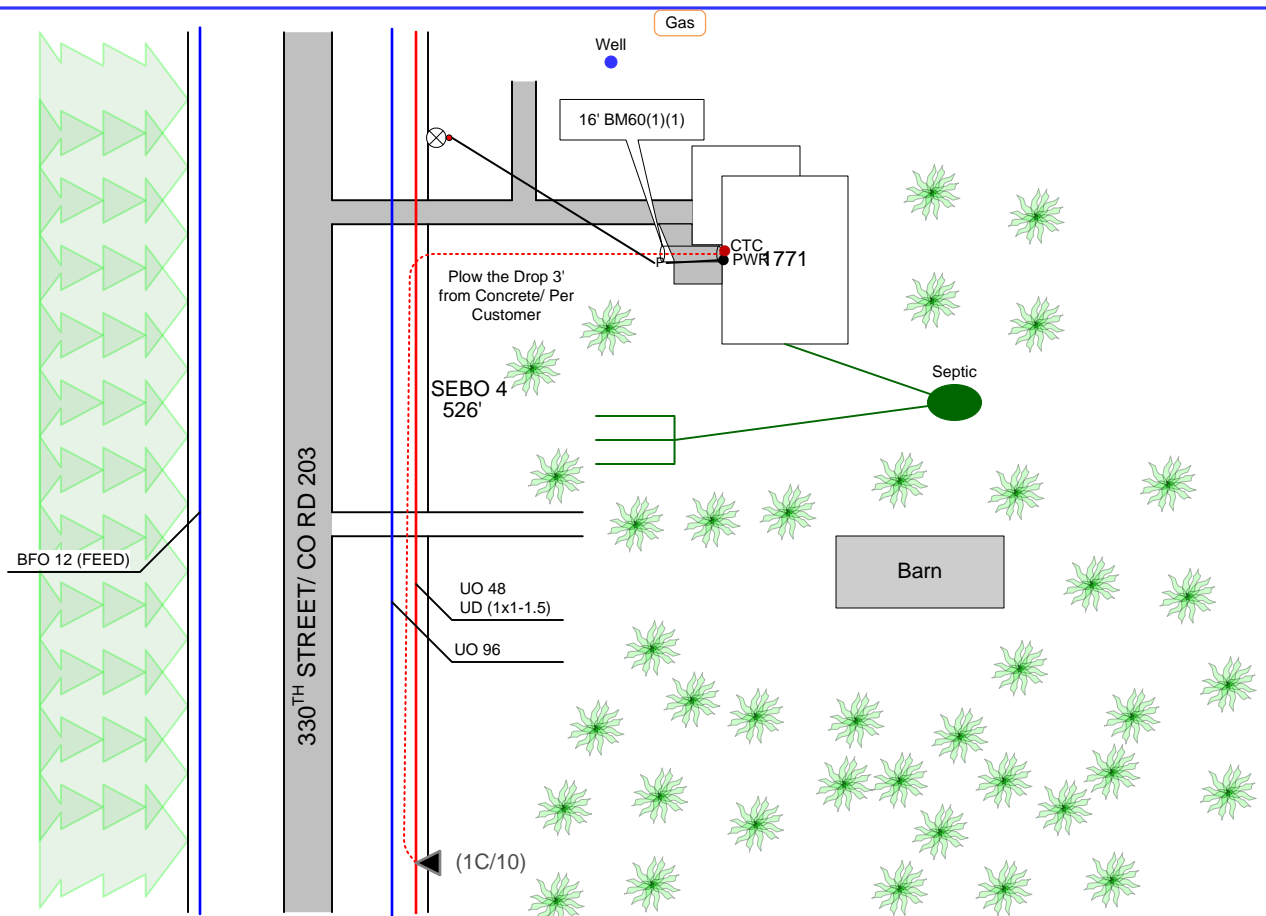 Gas
Well
16' BM60(1)(1)
CTC
PWR
1771
P
Plow the Drop 3'
from Concrete/ Per
Customer
SEBO 4
526'
Septic
330TH STREET/ CO RD 203
BFO 12 (FEED)
Barn
UO 48
UD (1x1-1.5)
UO 96
(1C/10)